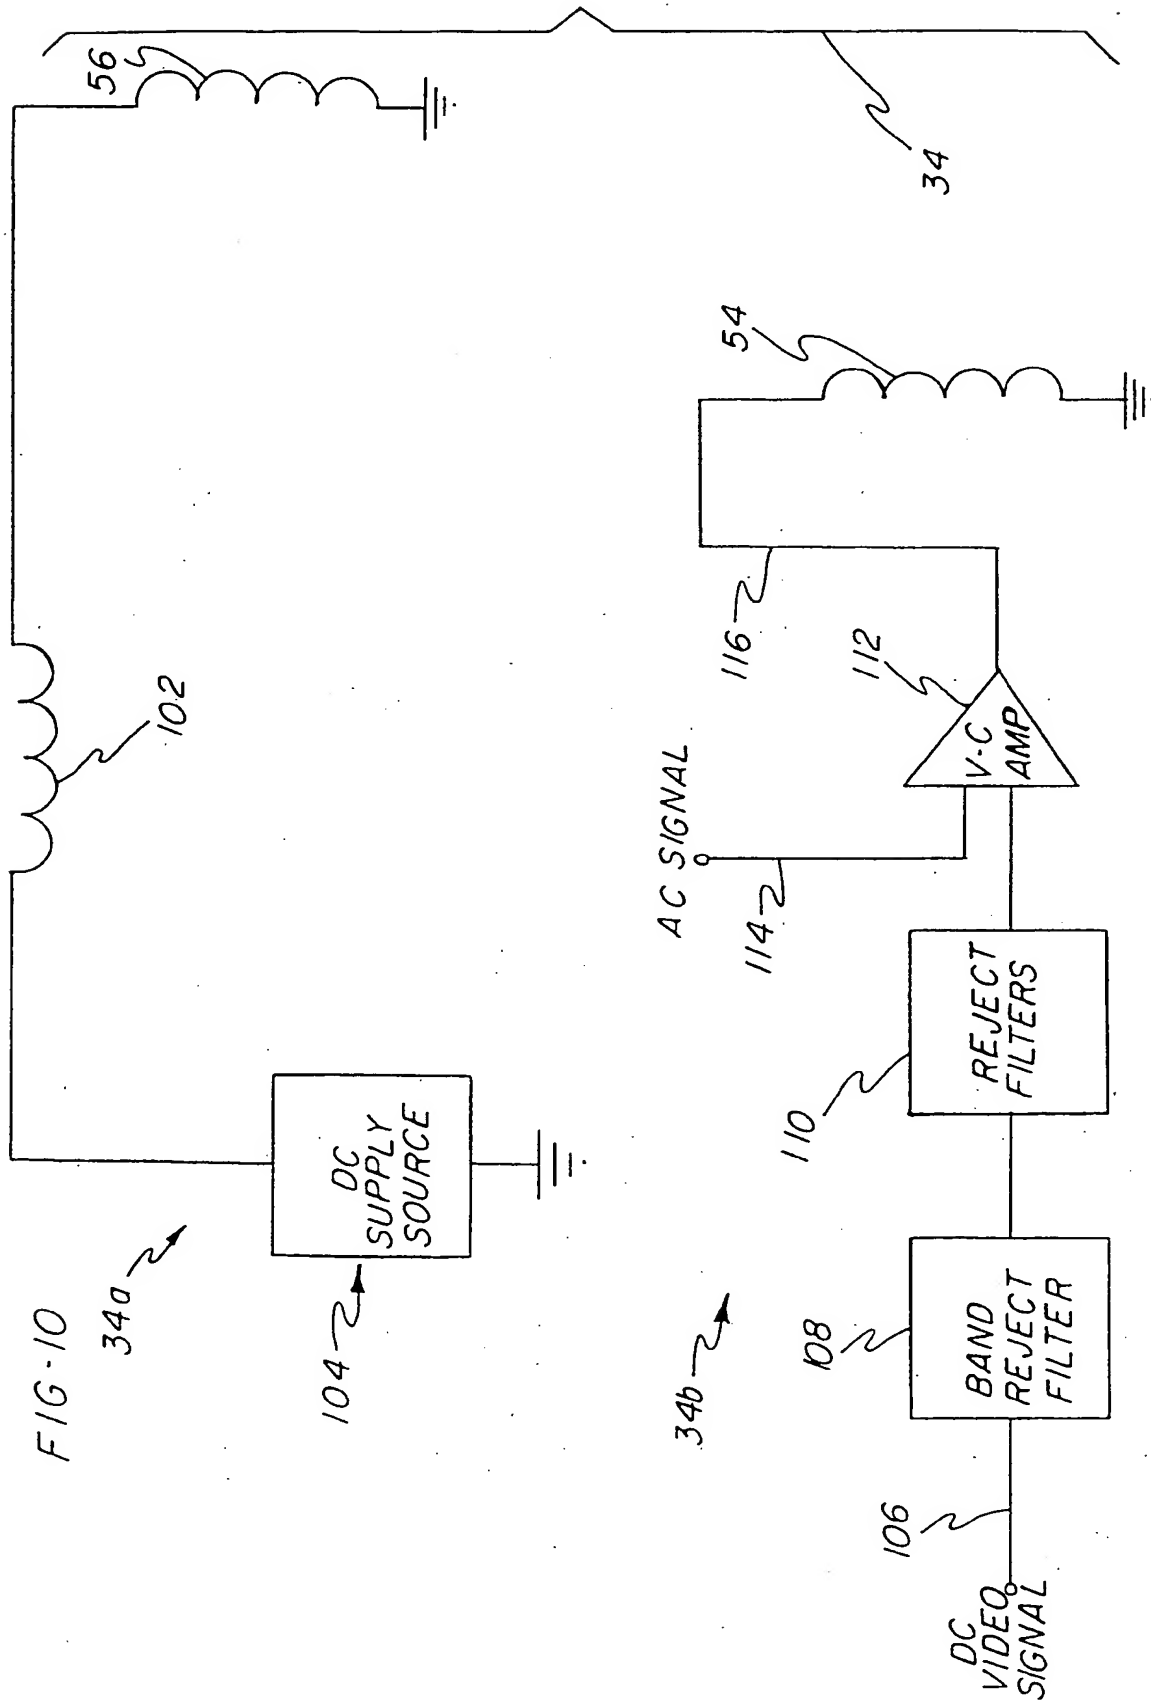 FIG-10
34a
104
DC
SUPPLY
SOURCE
102
56
34
34b
DC
VIDEO
SIGNAL
106
108
BAND
REJECT
FILTER
110
REJECT
FILTERS
AC SIGNAL
114
112
V-C
AMP
116
54